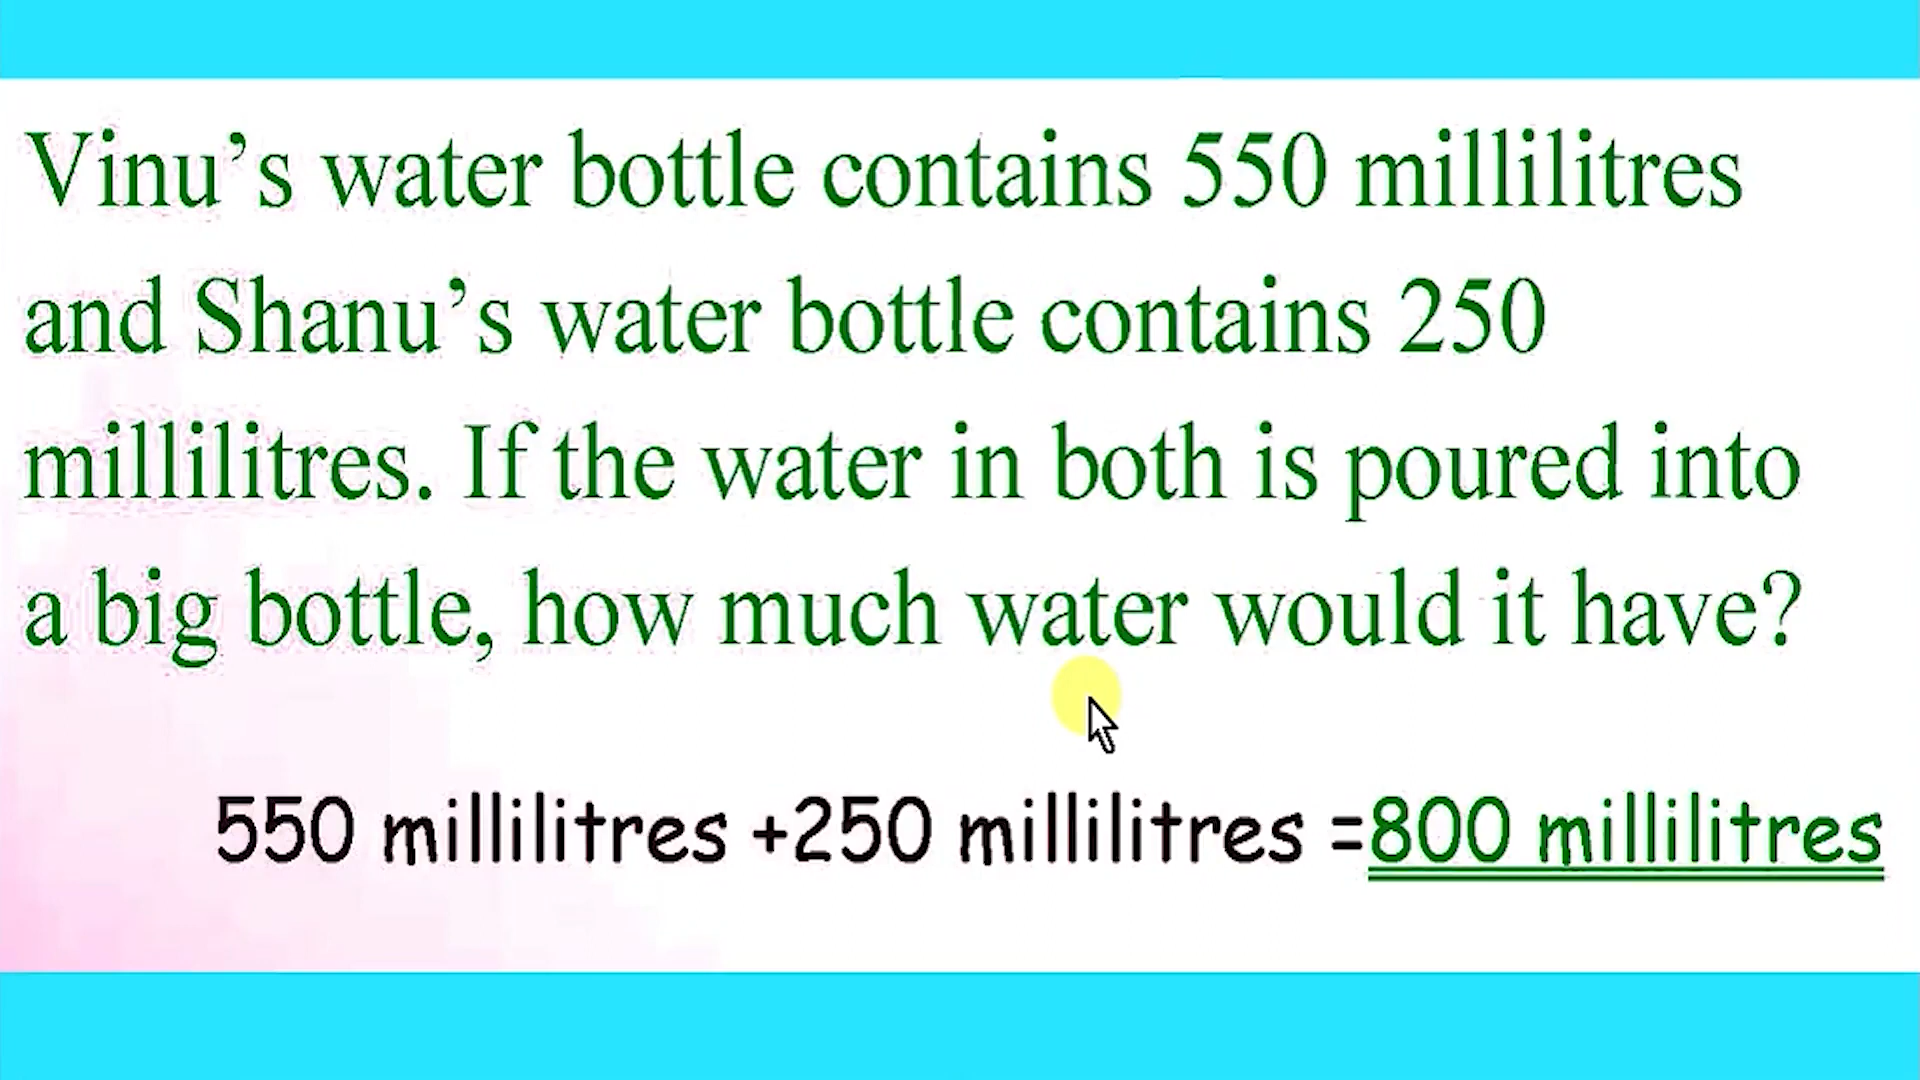 Vinu’s water bottle contains 550 millilitres
and Shanu’s water bottle contains 250
millilitres. If the water in both is poured into
a big bottle, how much water would it have?
550 millilitres +250 millilitres =800 millilitres